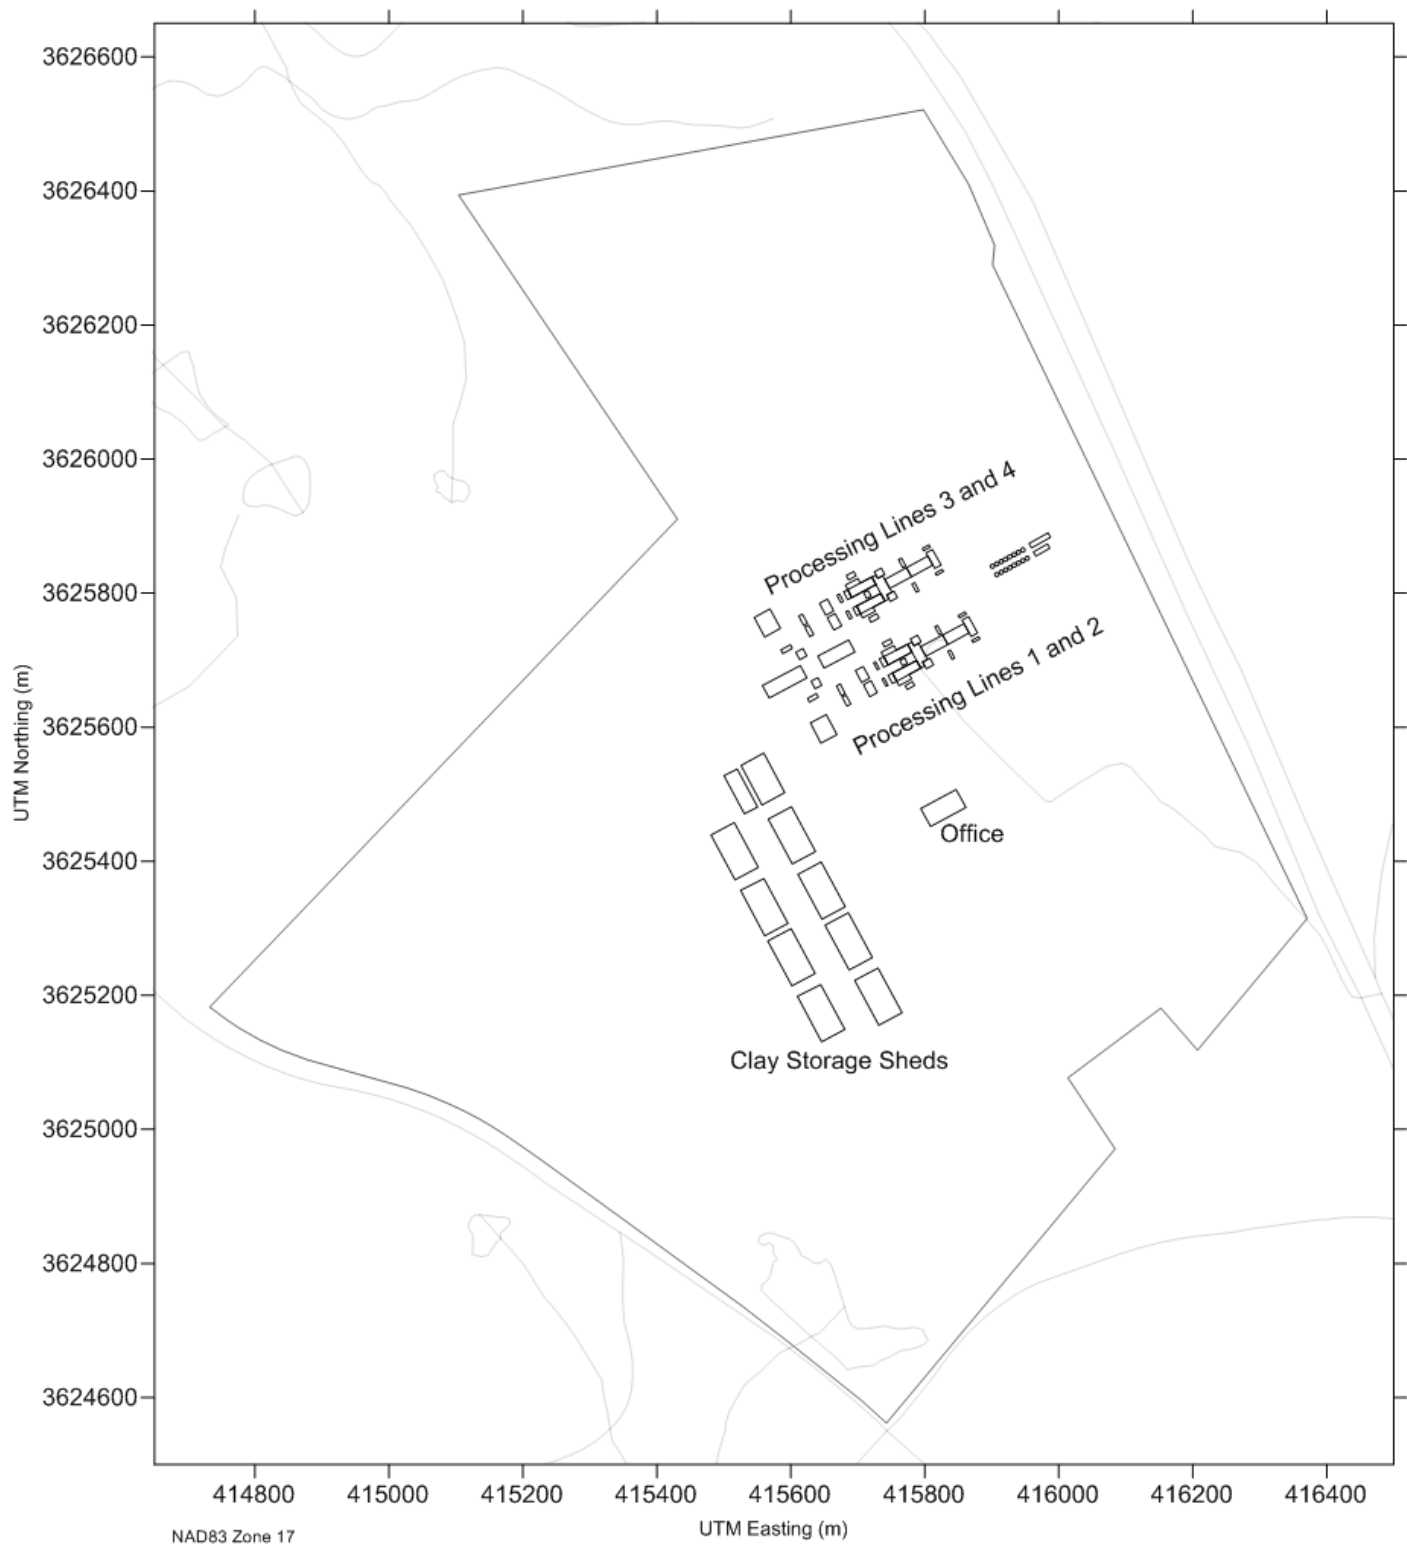 3626600
3626400
3626200
3626000
3625800
3625600
3625400
3625200
3625000
3624800
3624600
UTM Northing (m)
Processing Lines 3 and 4
Processing Lines 1 and 2
Office
Clay Storage Sheds
414800 415000 415200 415400 415600 415800 416000 416200 416400
UTM Easting (m)
NAD83 Zone 17